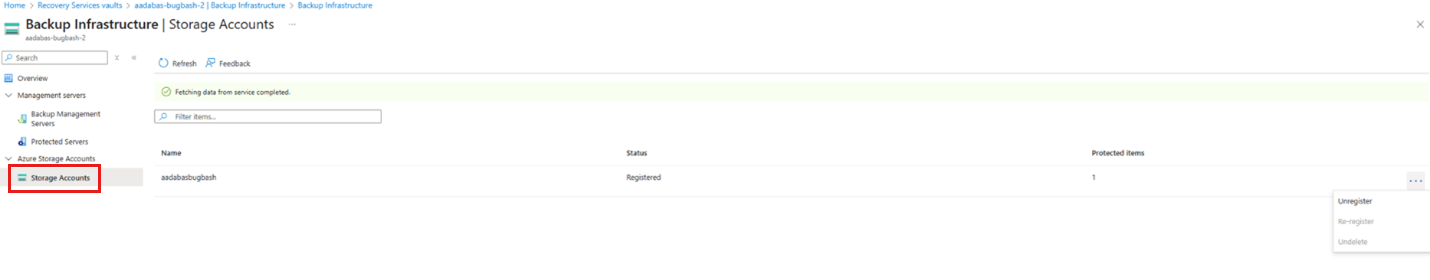 Home > Recovery Services vaults > aadabas-bugbash-2 | Backup Infrastructure > Backup Infrastructure
Backup Infrastructure | Storage Accounts ...
aadabas-bugbash-2
Search
Refresh Feedback
Overview
Management servers
Backup Management
Servers
Protected Servers
Azure Storage Accounts
Storage Accounts
Fetching data from service completed.
Filter items...
Name Status Protected items
aadabasbugbash Registered 1 ...
Unregister
Re-register
Undelete